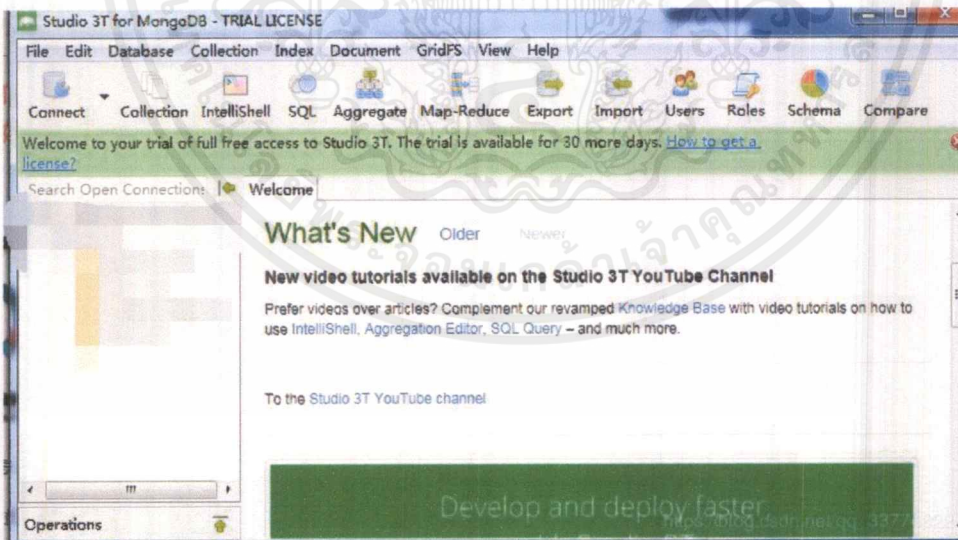 Studio 3T for MongoDB - TRIAL LICENSE
File Edit Database Collection Index Document GridFS View Help
Connect Collection IntelliShell SQL Aggregate Map-Reduce Export Import Users Roles Schema Compare
Welcome to your trial of full free access to Studio 3T. The trial is available for 30 more days. How to get a
license?
Search Open Connections Welcome
What's New Older Newer
New video tutorials available on the Studio 3T YouTube Channel
Prefer videos over articles? Complement our revamped Knowledge Base with video tutorials on how to
use IntelliShell, Aggregation Editor, SQL Query – and much more.
To the Studio 3T YouTube channel
Develop and deploy faster
Operations